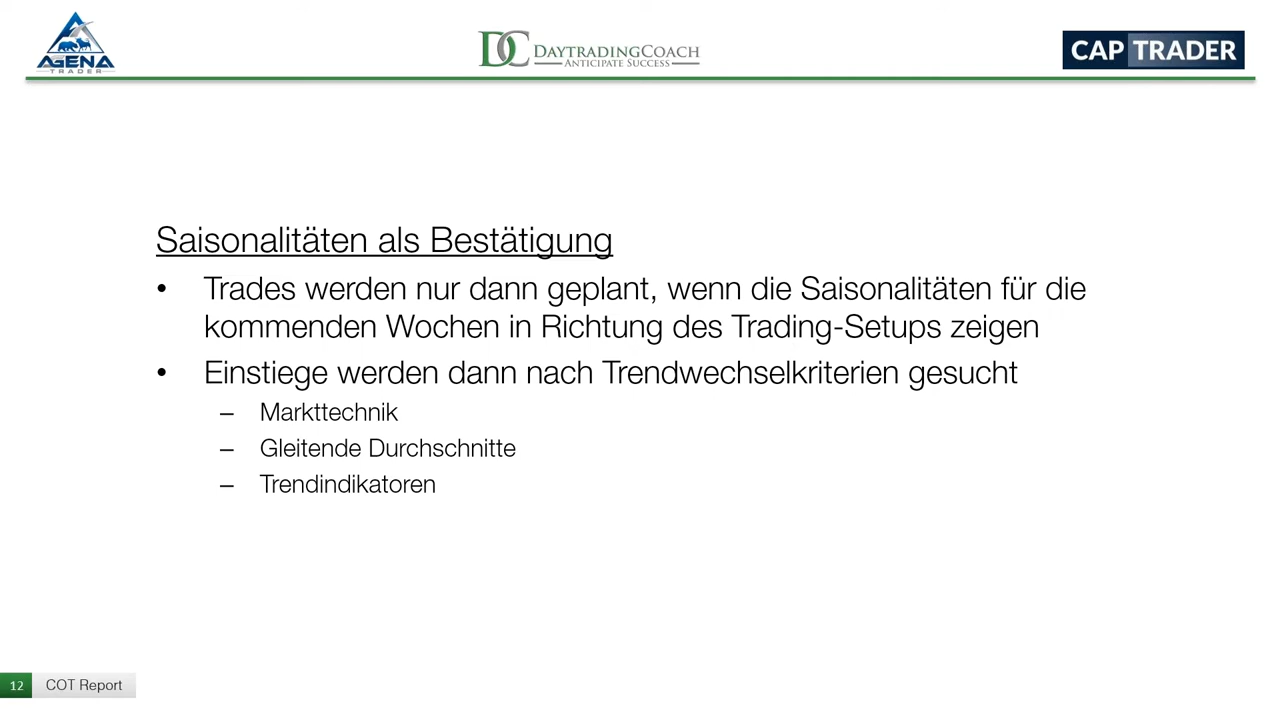 AGENA
TRADER
DC DAYTRADINGCOACH
ANTICIPATE SUCCESS
CAP TRADER
Saisonalitäten als Bestätigung
• Trades werden nur dann geplant, wenn die Saisonalitäten für die
kommenden Wochen in Richtung des Trading-Setups zeigen
• Einstiege werden dann nach Trendwechselkriterien gesucht
– Markttechnik
– Gleitende Durchschnitte
– Trendindikatoren
12 COT Report